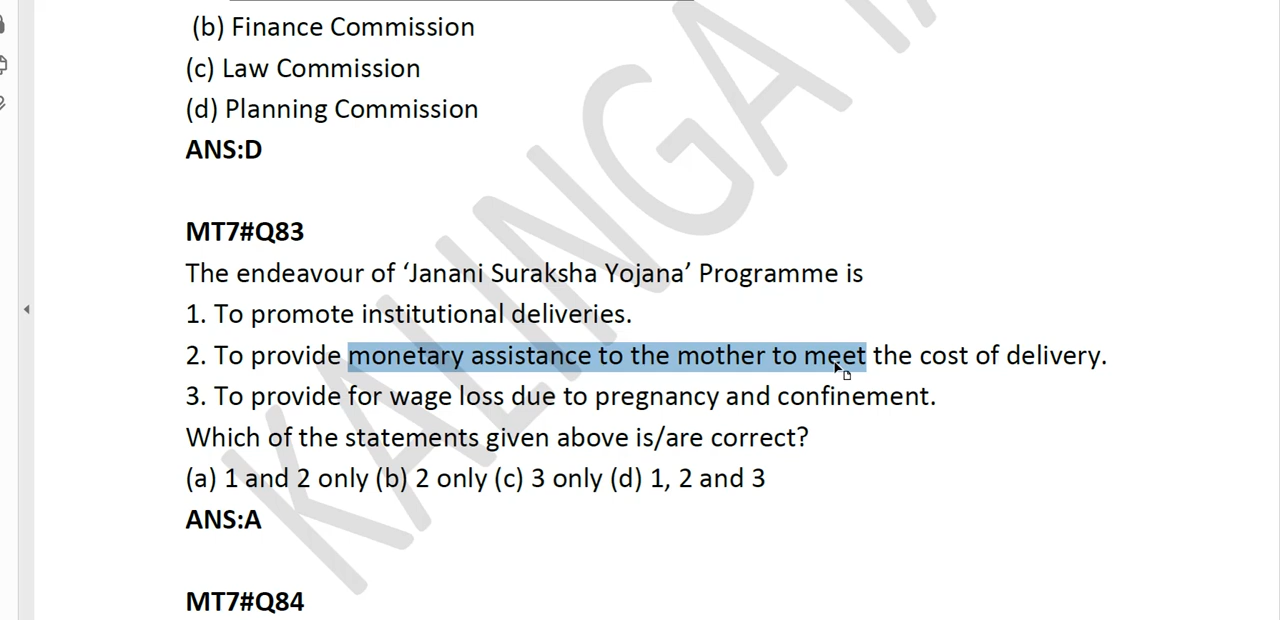 (b) Finance Commission
(c) Law Commission
(d) Planning Commission
ANS:D
MT7#Q83
The endeavour of ‘Janani Suraksha Yojana’ Programme is
1. To promote institutional deliveries.
2. To provide monetary assistance to the mother to meet the cost of delivery.
3. To provide for wage loss due to pregnancy and confinement.
Which of the statements given above is/are correct?
(a) 1 and 2 only (b) 2 only (c) 3 only (d) 1, 2 and 3
ANS:A
MT7#Q84
KALINGA